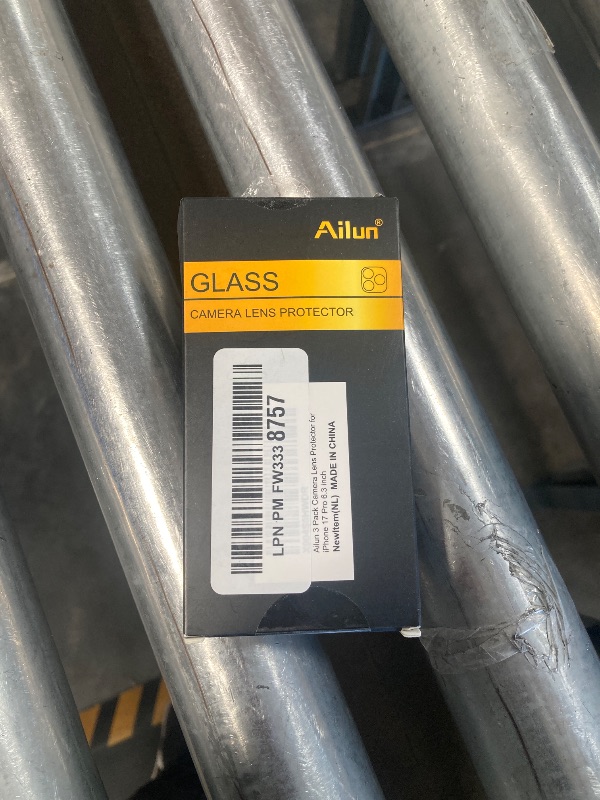 Ailun®
GLASS
CAMERA LENS PROTECTOR
LPN PM FW333 8757
Ailun 3 Pack Camera Lens Protector for
iPhone 17 Pro 6.3 inch
NewItem(NL) MADE IN CHINA